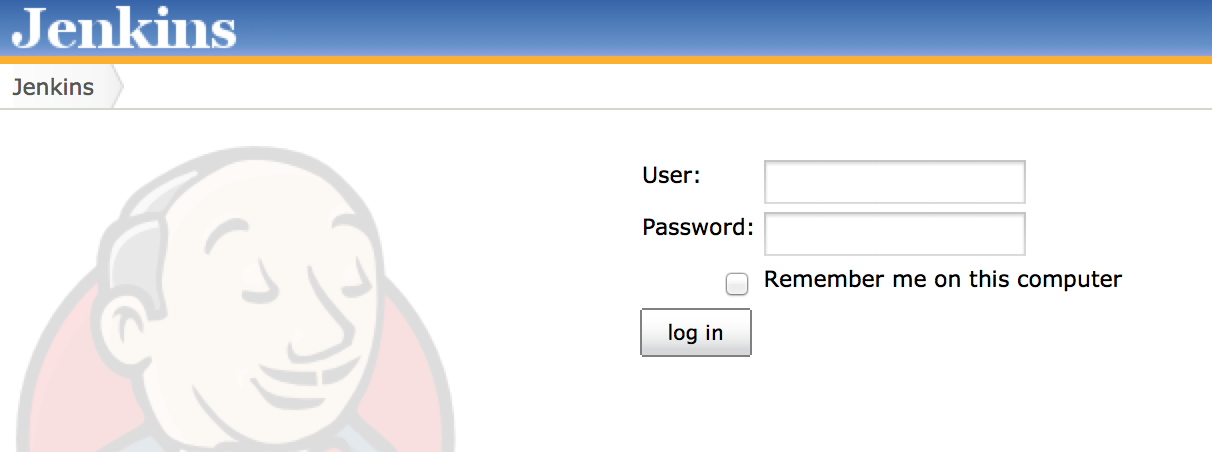 Jenkins
Jenkins
User:
Password:
Remember me on this computer
log in